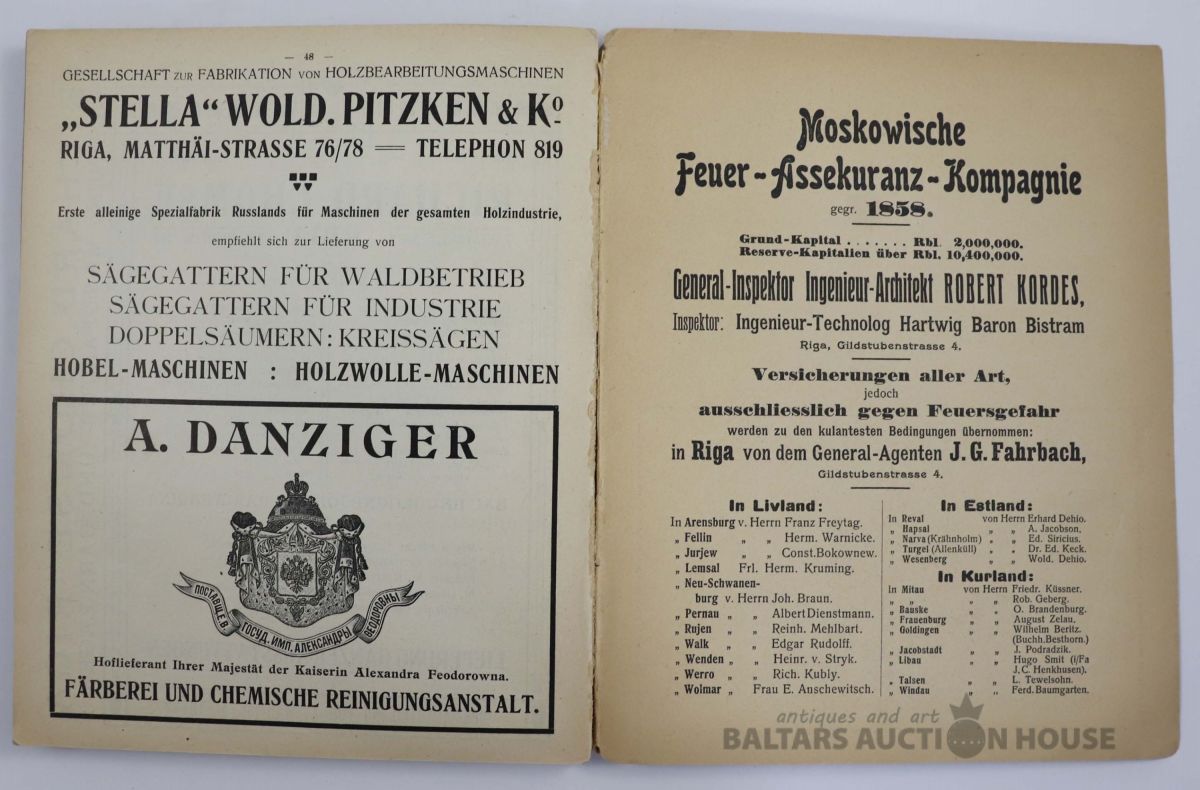 — 48 —
GESELLSCHAFT ZUR FABRIKATION VON HOLZBEARBEITUNGSMASCHINEN
„STELLA“ WOLD. PITZKEN & Ko
RIGA, MATTHÄI-STRASSE 76/78 = TELEPHON 819
Erste alleinige Spezialfabrik Russlands für Maschinen der gesamten Holzindustrie,
empfiehlt sich zur Lieferung von
SÄGEGATTERN FÜR WALDBETRIEB
SÄGEGATTERN FÜR INDUSTRIE
DOPPELSÄUMERN: KREISSÄGEN
HOBEL-MASCHINEN : HOLZWOLLE-MASCHINEN
A. DANZIGER
ПОСТАВЩ. Е.В.
ГОСУД. ИМП. АЛЕКСАНДРЫ
ФЕОДОРОВНЫ
Hoflieferant Ihrer Majestät der Kaiserin Alexandra Feodorowna.
FÄRBEREI UND CHEMISCHE REINIGUNGSANSTALT.
Moskowische
Feuer-Assekuranz-Kompagnie
gegr. 1858.
Grund-Kapital . . . . . . . Rbl. 2,000,000.
Reserve-Kapitalien über Rbl. 10,400,000.
General-Inspektor Ingenieur-Architekt ROBERT KORDES,
Inspektor: Ingenieur-Technolog Hartwig Baron Bistram
Riga, Gildstubenstrasse 4.
Versicherungen aller Art,
jedoch
ausschliesslich gegen Feuersgefahr
werden zu den kulantesten Bedingungen übernommen:
in Riga von dem General-Agenten J. G. Fahrbach,
Gildstubenstrasse 4.
In Livland:
In Arensburg v. Herrn Franz Freytag.
„ Fellin „ „ Herm. Warnicke.
„ Jurjew „ „ Const. Bokownew.
„ Lemsal Frl. Herm. Kruming.
„ Neu-Schwanen-
burg v. Herrn Joh. Braun.
„ Pernau „ „ Albert Dienstmann.
„ Rujen „ „ Reinh. Mehlbart.
„ Walk „ „ Edgar Rudolff.
„ Wenden „ „ Heinr. v. Stryk.
„ Werro „ „ Rich. Kubly.
„ Wolmar „ Frau E. Anschewitsch.
In Estland:
In Reval von Herrn Erhard Dehio.
„ Hapsal „ „ A. Jacobson.
„ Narva (Krähnholm) „ „ Ed. Siricius.
„ Turgel (Allenküll) „ „ Dr. Ed. Keck.
„ Wesenberg „ „ Wold. Dehio.
In Kurland:
In Mitau von Herrn Friedr. Küssner.
„ „ „ „ Rob. Geberg.
„ Bauske „ „ O. Brandenburg.
„ Frauenburg „ „ August Zelau.
„ Goldingen „ „ Wilhelm Beritz.
(Buchh. Besthorn.)
„ Jacobstadt „ „ J. Podradzik.
„ Libau „ „ Hugo Smit (i/Fa
J. C. Henkhusen).
„ Talsen „ „ L. Tewelsohn.
„ Windau „ „ Ferd. Baumgarten.
antiques and art
BALTARS AUCTION HOUSE